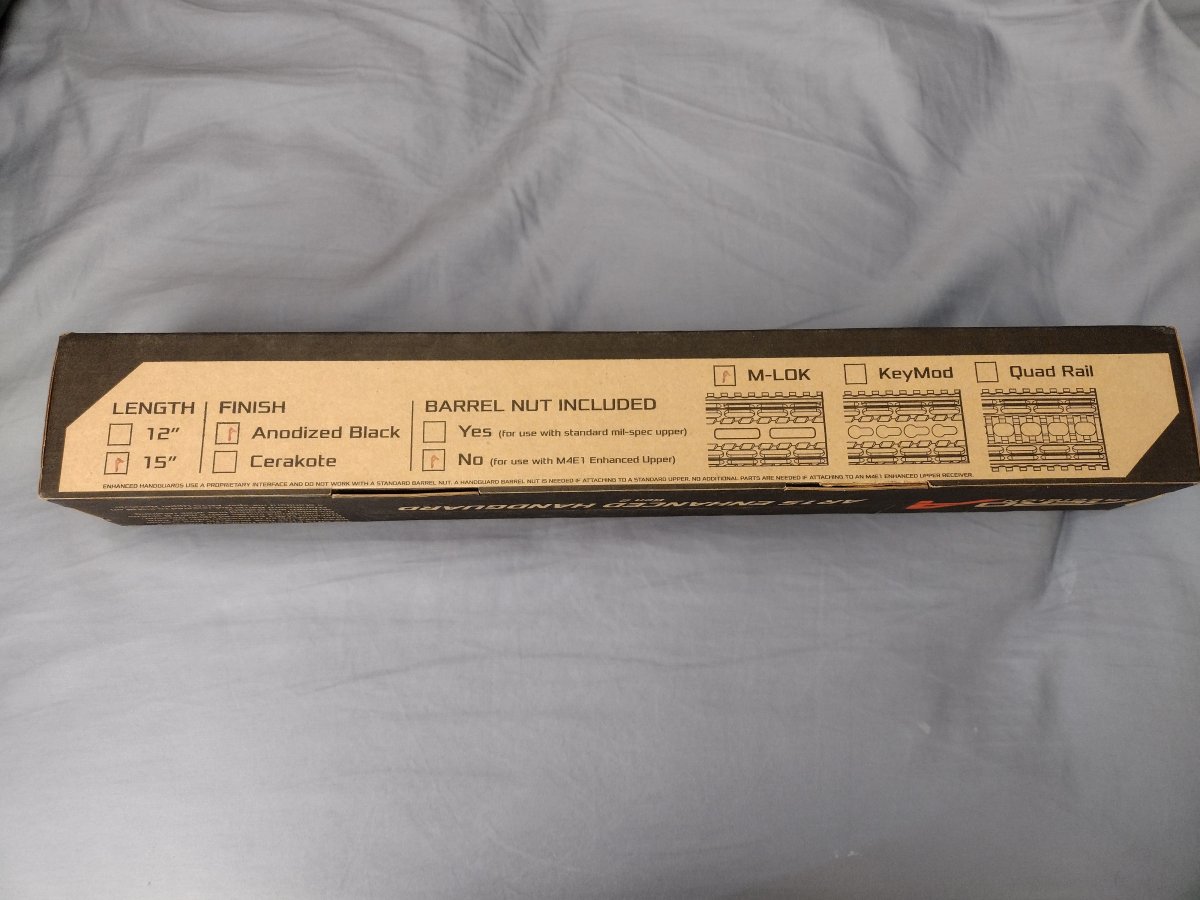 M-LOK KeyMod Quad Rail
LENGTH FINISH BARREL NUT INCLUDED
12” Anodized Black Yes (for use with standard mil-spec upper)
15” Cerakote No (for use with M4E1 Enhanced Upper)
ENHANCED HANDGUARDS USE A PROPRIETARY INTERFACE AND DO NOT WORK WITH A STANDARD BARREL NUT. A HANDGUARD BARREL NUT IS NEEDED IF ATTACHING TO A STANDARD UPPER. NO ADDITIONAL PARTS ARE NEEDED IF ATTACHING TO AN M4E1 ENHANCED UPPER RECEIVER.
ENHANCED HANDGUARD